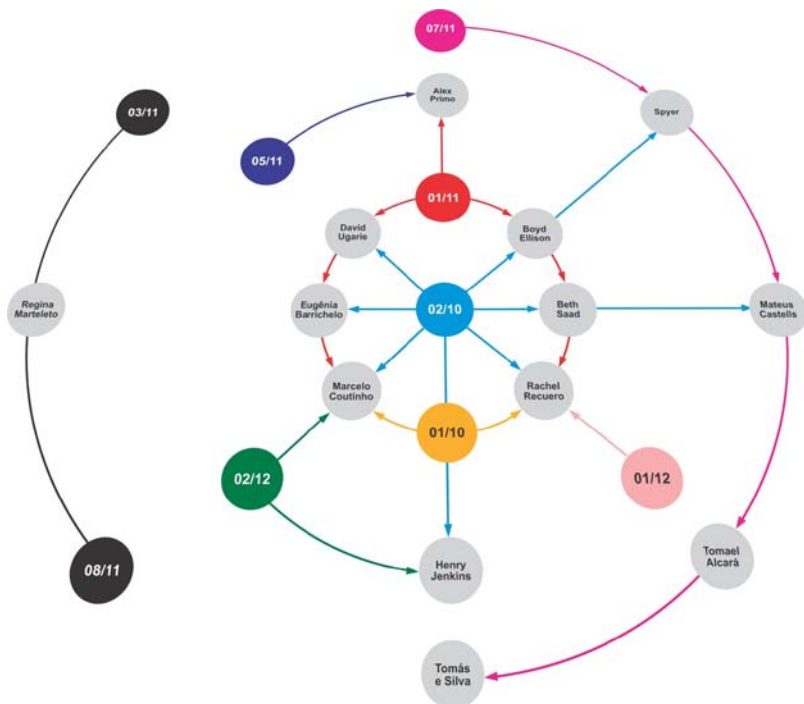 07/11
Alex
Primo
03/11
Spyer
05/11
01/11
David
Ugarie
Boyd
Ellison
Regina
Marteleto
Eugênia
Barrichelo
02/10
Beth
Saad
Mateus
Castells
Marcelo
Coutinho
Rachel
Recuero
01/10
02/12
01/12
08/11
Henry
Jenkins
Tomael
Alcará
Tomás
e Silva